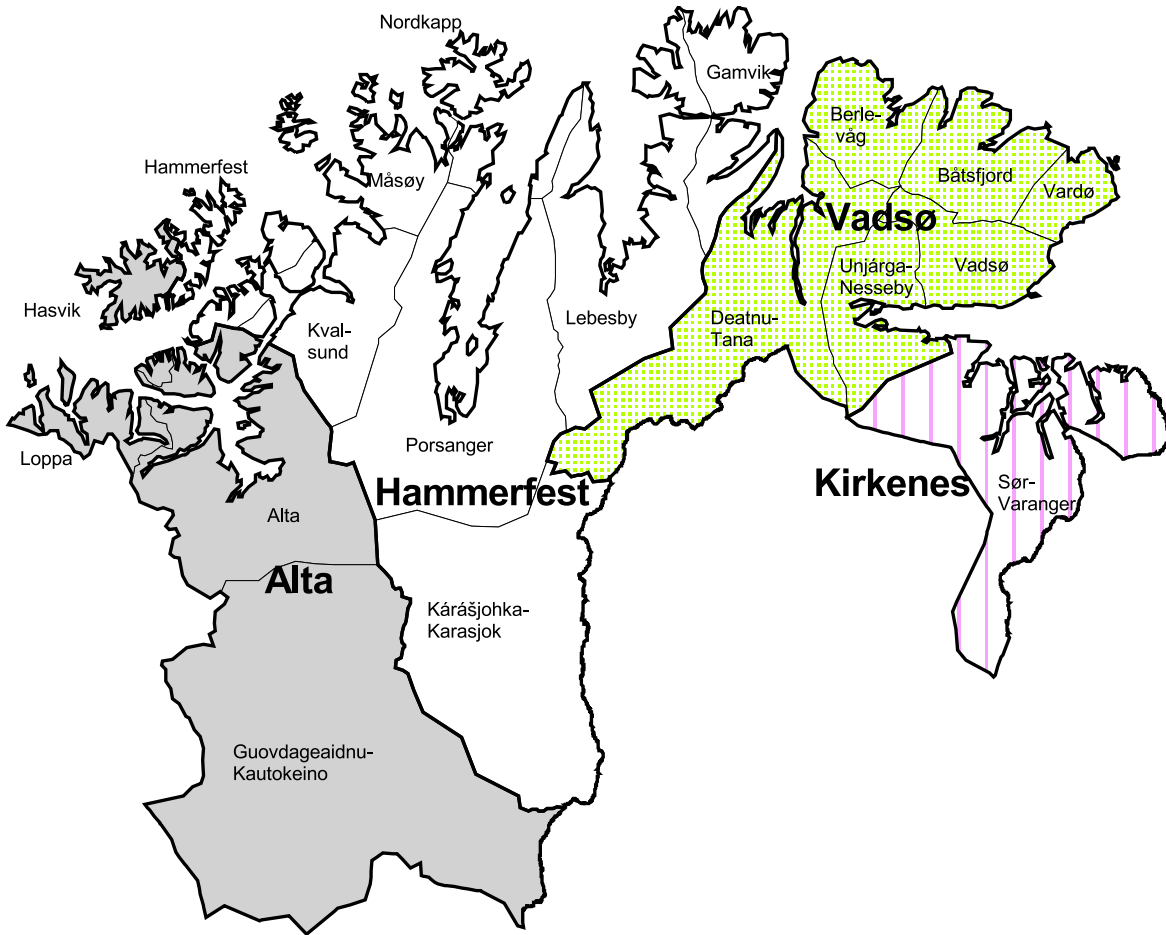 Nordkapp
Gamvik
Berle-
våg
Hammerfest
Måsøy
Båtsfjord
Vardø
Vadsø
Unjárga-
Nesseby
Vadsø
Hasvik
Kval-
sund
Lebesby
Deatnu-
Tana
Loppa
Porsanger
Hammerfest
Kirkenes
Sør-
Varanger
Alta
Alta
Kárášjohka-
Karasjok
Guovdageaidnu-
Kautokeino